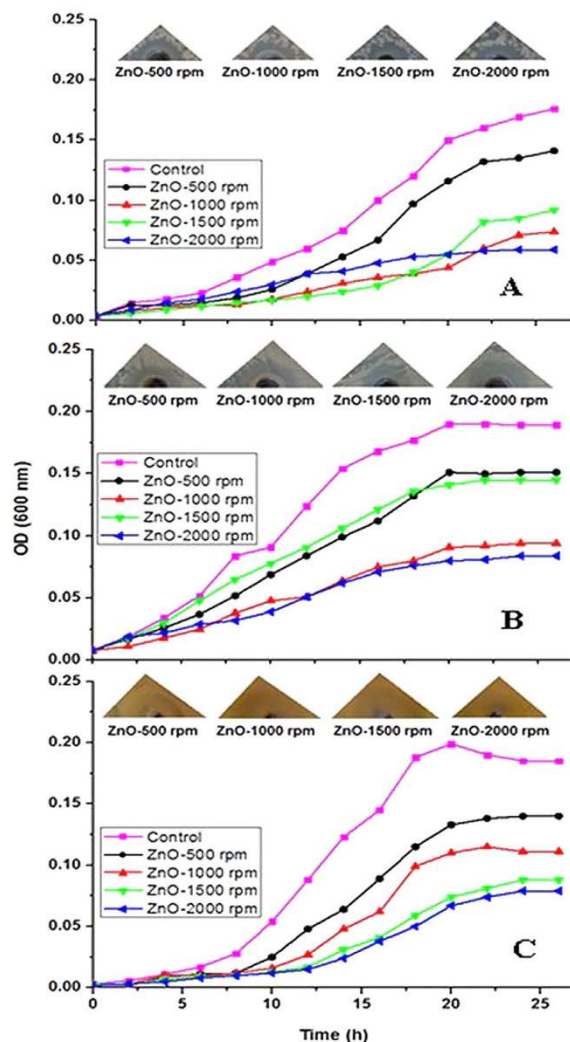 ZnO-500 rpm ZnO-1000 rpm ZnO-1500 rpm ZnO-2000 rpm
0.25
0.20
0.15
0.10
0.05
0.00
Control
ZnO-500 rpm
ZnO-1000 rpm
ZnO-1500 rpm
ZnO-2000 rpm
A
ZnO-500 rpm ZnO-1000 rpm ZnO-1500 rpm ZnO-2000 rpm
0.25
0.20
0.15
0.10
0.05
0.00
OD (600 nm)
Control
ZnO-500 rpm
ZnO-1000 rpm
ZnO-1500 rpm
ZnO-2000 rpm
B
ZnO-500 rpm ZnO-1000 rpm ZnO-1500 rpm ZnO-2000 rpm
0.25
0.20
0.15
0.10
0.05
0.00
Control
ZnO-500 rpm
ZnO-1000 rpm
ZnO-1500 rpm
ZnO-2000 rpm
C
0 5 10 15 20 25
Time (h)